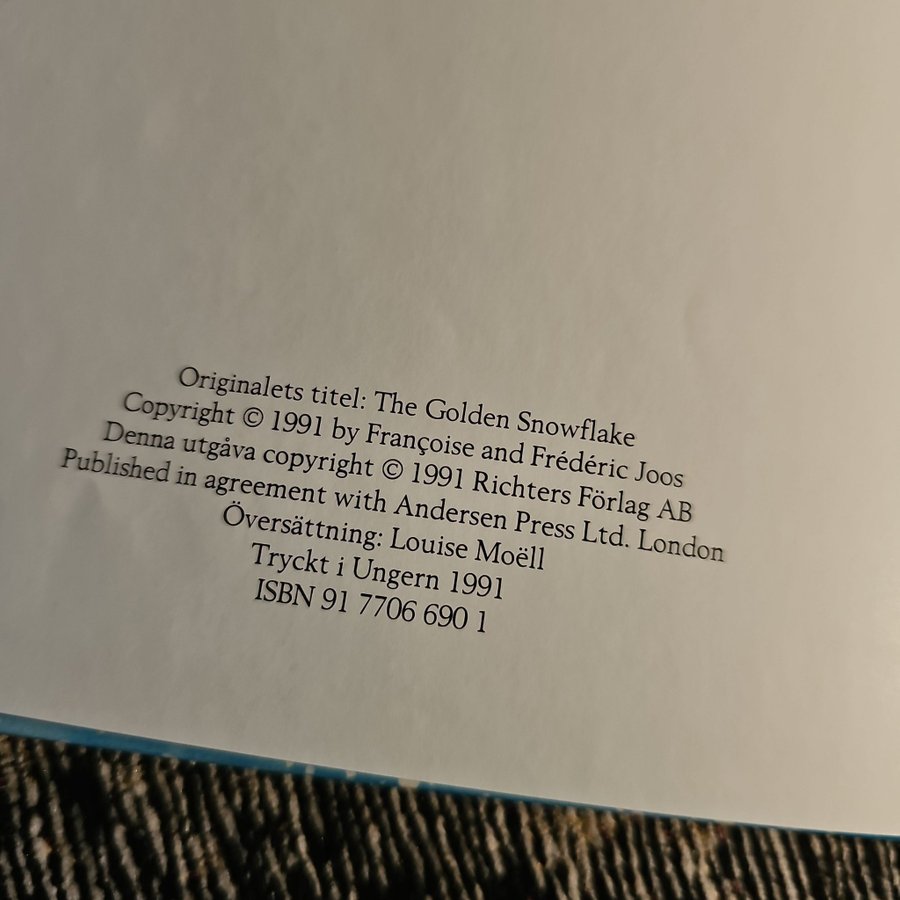 Originalets titel: The Golden Snowflake
Copyright © 1991 by Françoise and Frédéric Joos
Denna utgåva copyright © 1991 Richters Förlag AB
Published in agreement with Andersen Press Ltd. London
Översättning: Louise Moëll
Tryckt i Ungern 1991
ISBN 91 7706 690 1